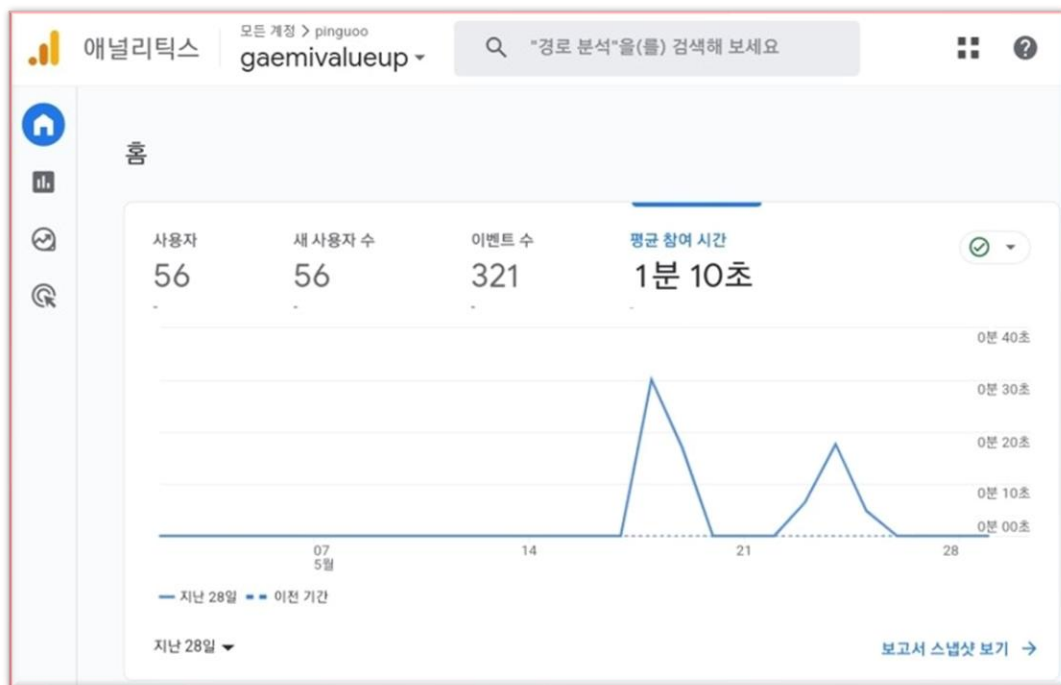 모든 계정 > pinguoo
애널리틱스
gaemivalueup
"경로 분석"을(를) 검색해 보세요
홈
사용자
새 사용자 수
이벤트 수
평균 참여 시간
56
56
321
1분 10초
-
-
-
-
0분 40초
0분 30초
0분 20초
0분 10초
0분 00초
07
14
21
28
5월
지난 28일
이전 기간
지난 28일
보고서 스냅샷 보기